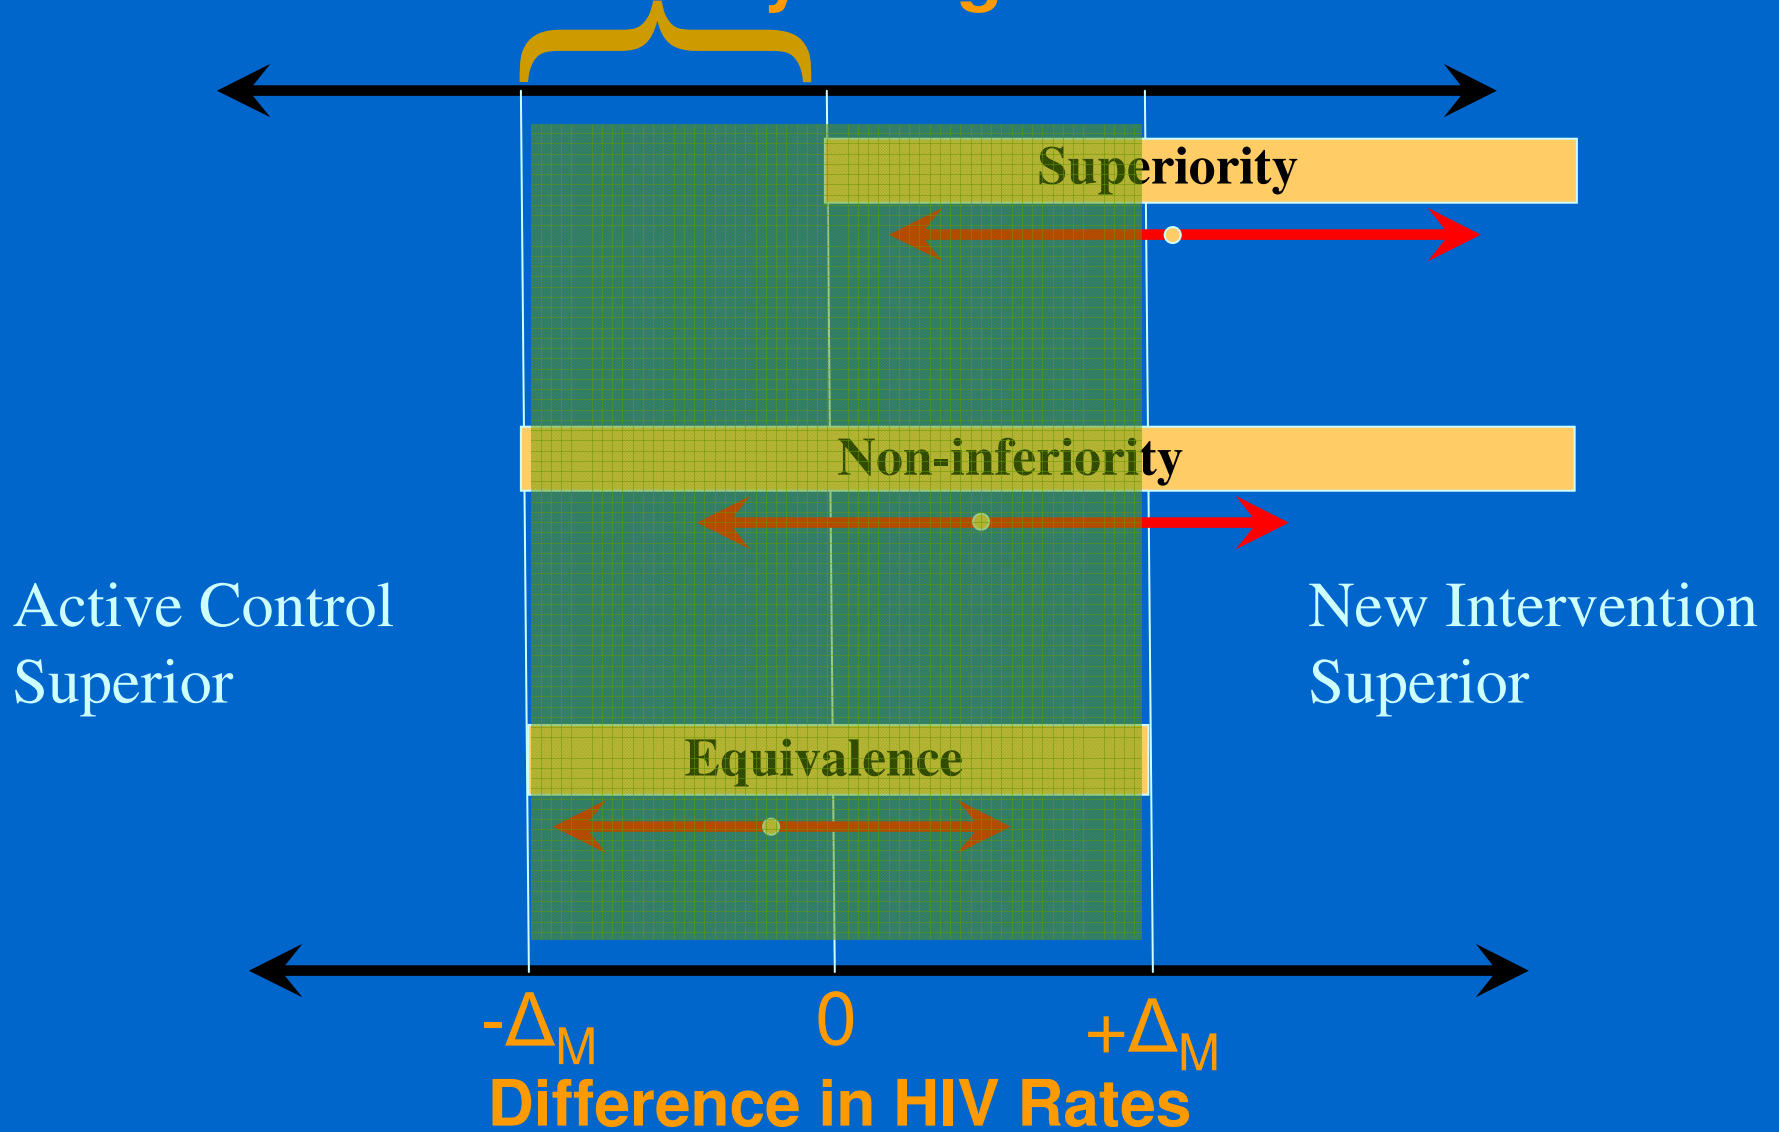 Superiority
Non-inferiority
Active Control
Superior
New Intervention
Superior
Equivalence
-ΔM
0
+ΔM
Difference in HIV Rates